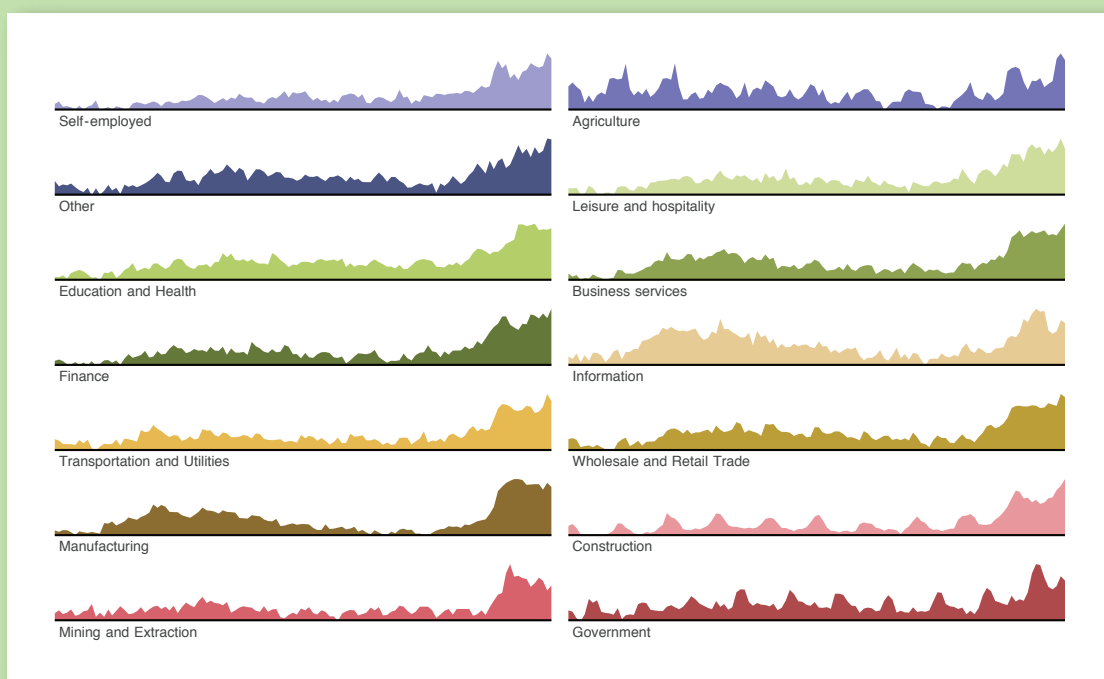 Self-employed
Agriculture
Other
Leisure and hospitality
Education and Health
Business services
Finance
Information
Transportation and Utilities
Wholesale and Retail Trade
Manufacturing
Construction
Mining and Extraction
Government